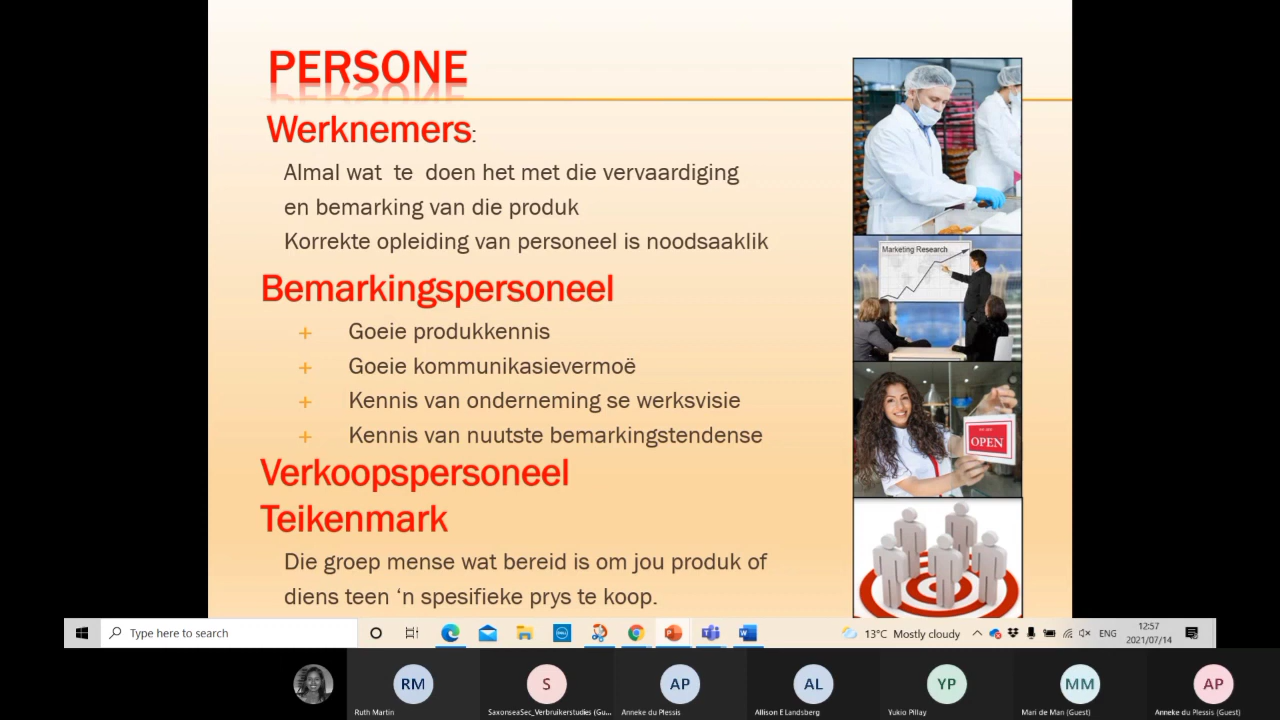 PERSONE
Werknemers:
Almal wat te doen het met die vervaardiging
en bemarking van die produk
Korrekte opleiding van personeel is noodsaaklik
Bemarkingspersoneel
+ Goeie produkkennis
+ Goeie kommunikasievermoë
+ Kennis van onderneming se werksvisie
+ Kennis van nuutste bemarkingstendense
Verkoopspersoneel
Teikenmark
Die groep mense wat bereid is om jou produk of
diens teen ‘n spesifieke prys te koop.
Marketing Research
OPEN
Type here to search
13°C Mostly cloudy
ENG
12:57
2021/07/14
RM
S
AP
AL
YP
MM
AP
Ruth Martin
SaxonseaSec_Verbruikerstudies (Gu...
Anneke du Plessis
Allison E Landsberg
Yukio Pillay
Mari de Man (Guest)
Anneke du Plessis (Guest)